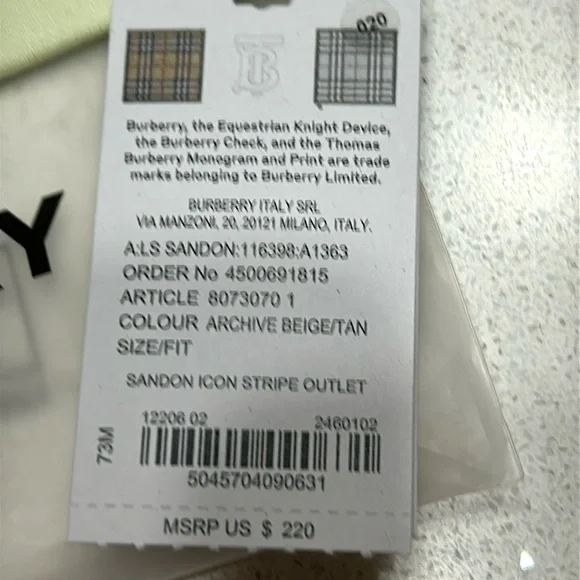 020
TB
Burberry, the Equestrian Knight Device,
the Burberry Check, and the Thomas
Burberry Monogram and Print are trade
marks belonging to Burberry Limited.
BURBERRY ITALY SRL
VIA MANZONI, 20, 20121 MILANO, ITALY.
A:LS SANDON:116398:A1363
ORDER No 4500691815
ARTICLE 8073070 1
COLOUR ARCHIVE BEIGE/TAN
SIZE/FIT
SANDON ICON STRIPE OUTLET
12206 02 2460102
73M
5045704090631
MSRP US $ 220
Y